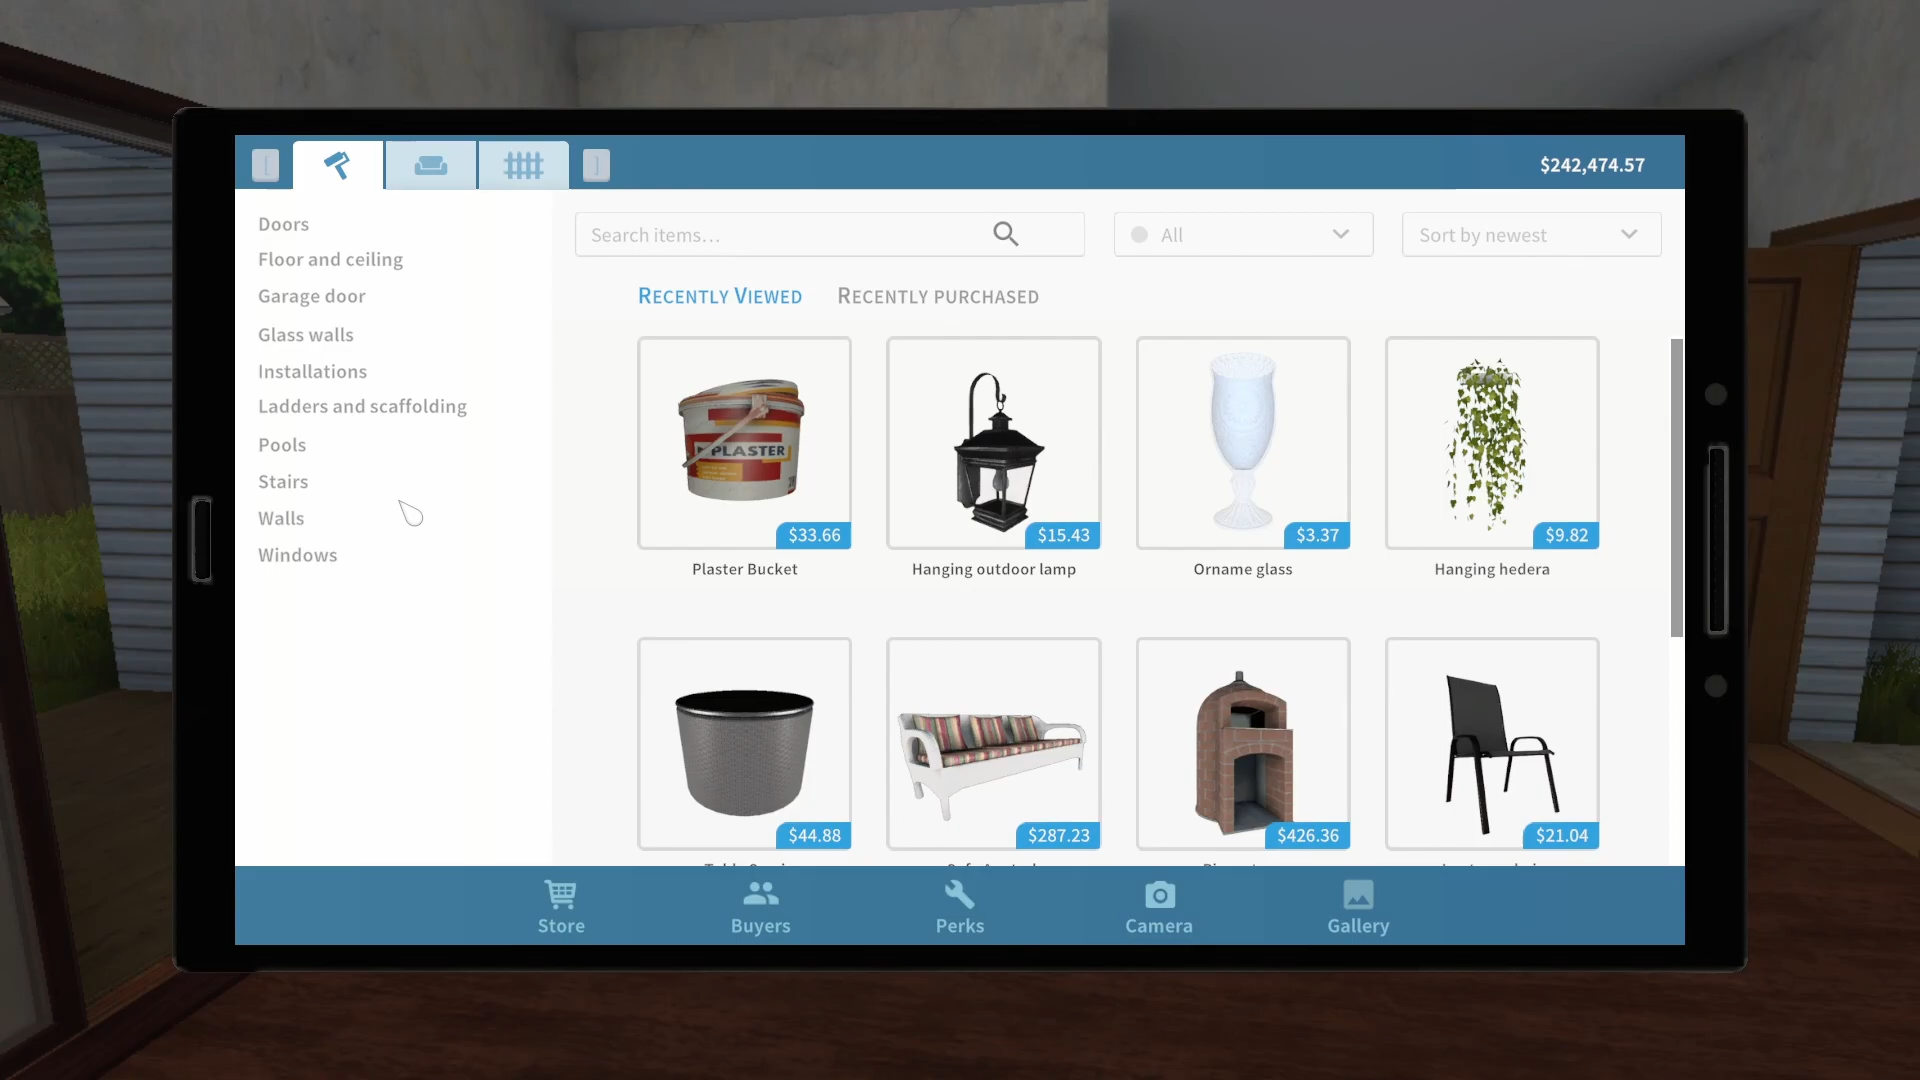 $242,474.57
Doors
Floor and ceiling
Garage door
Glass walls
Installations
Ladders and scaffolding
Pools
Stairs
Walls
Windows
Search items…
All
Sort by newest
RECENTLY VIEWED
RECENTLY PURCHASED
PLASTER
$33.66
$15.43
$3.37
$9.82
Plaster Bucket
Hanging outdoor lamp
Orname glass
Hanging hedera
$44.88
$287.23
$426.36
$21.04
Store
Buyers
Perks
Camera
Gallery